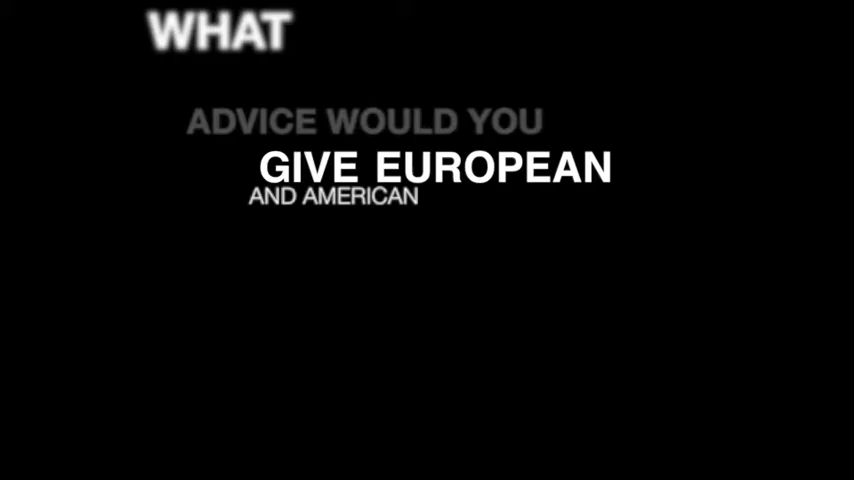 WHAT
ADVICE WOULD YOU
GIVE EUROPEAN
AND AMERICAN